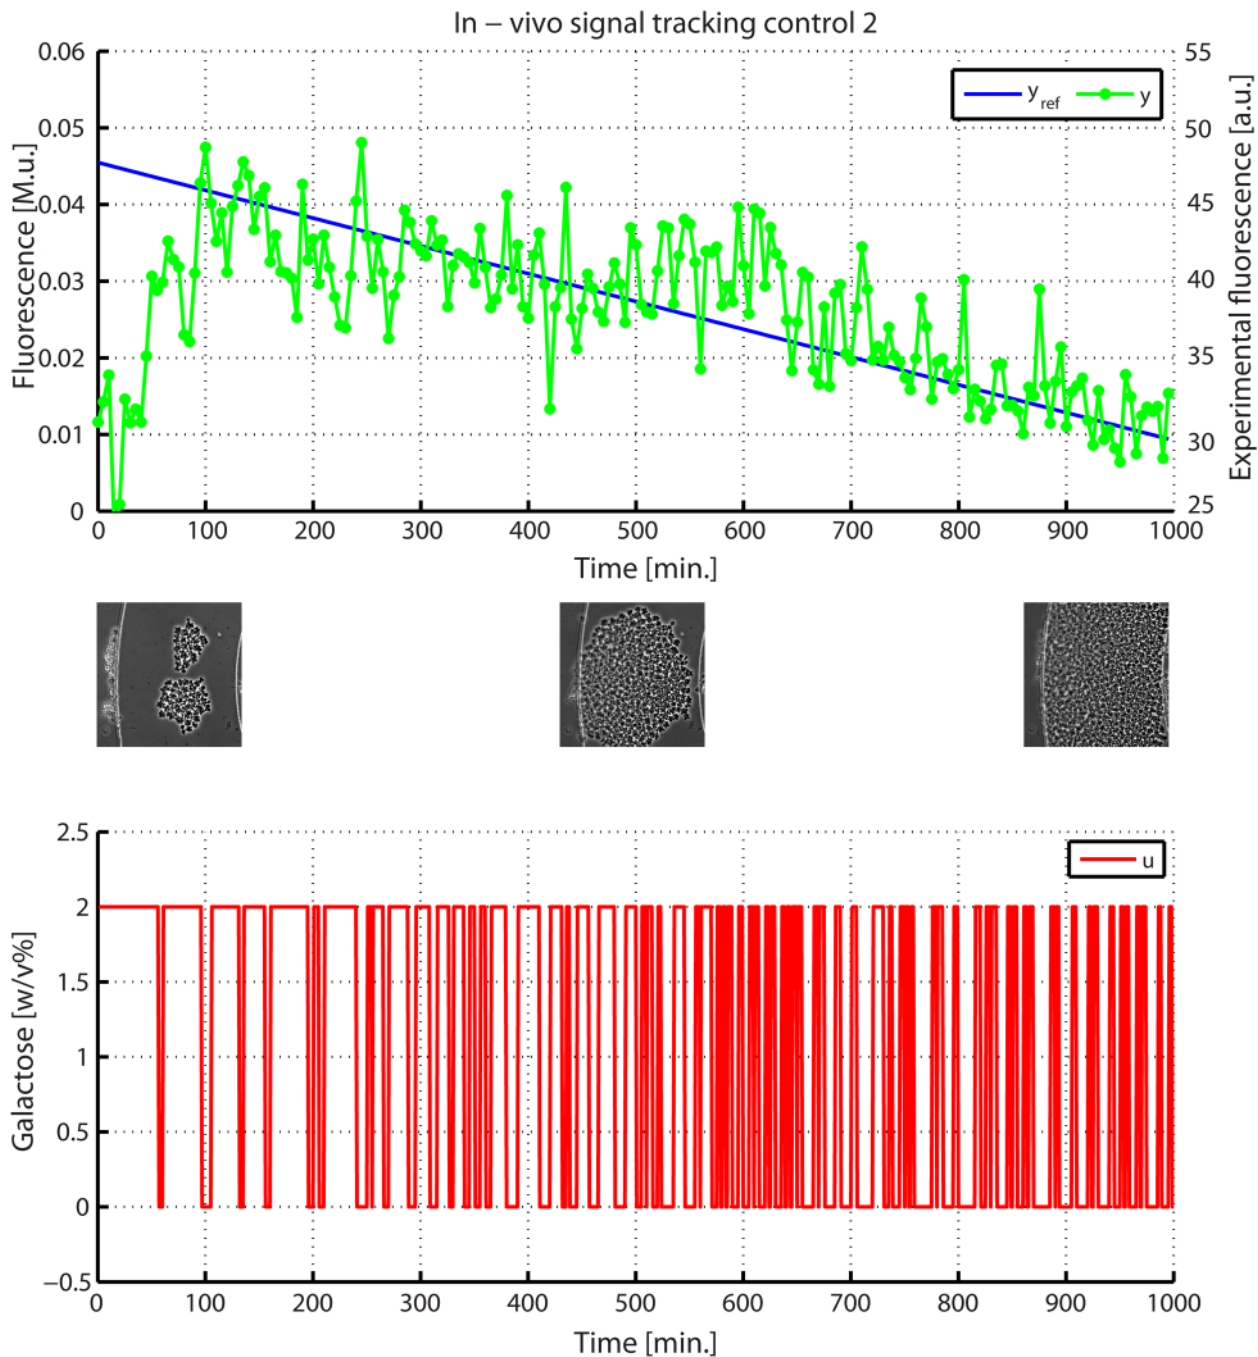 In – vivo signal tracking control 2
0.06
0.05
0.04
0.03
0.02
0.01
0
Fluorescence [M.u.]
55
50
45
40
35
30
25
Experimental fluorescence [a.u.]
y_ref y
0 100 200 300 400 500 600 700 800 900 1000
Time [min.]
2.5
2
1.5
1
0.5
0
−0.5
Galactose [w/v%]
u
0 100 200 300 400 500 600 700 800 900 1000
Time [min.]